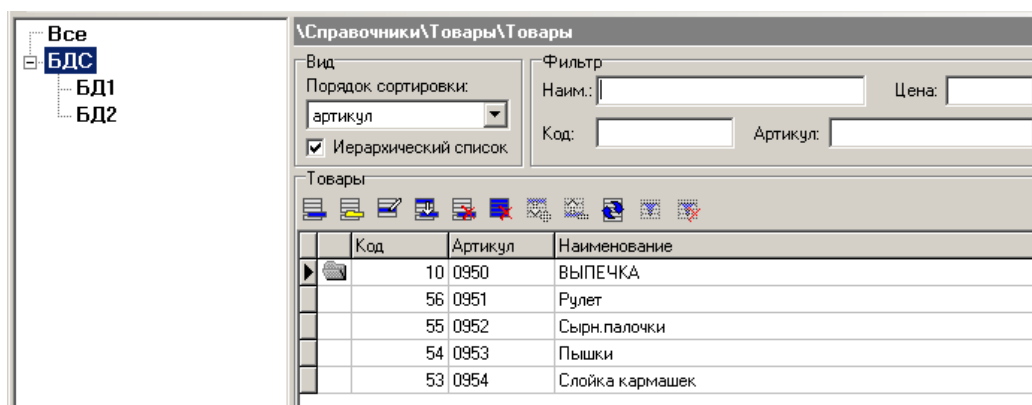 Все
БДС
БД1
БД2
\Справочники\Товары\Товары
Вид
Порядок сортировки:
артикул
Иерархический список
Фильтр
Наим.:
Цена:
Код:
Артикул:
Товары
Код Артикул Наименование
10 0950 ВЫПЕЧКА
56 0951 Рулет
55 0952 Сырн.палочки
54 0953 Пышки
53 0954 Слойка кармашек